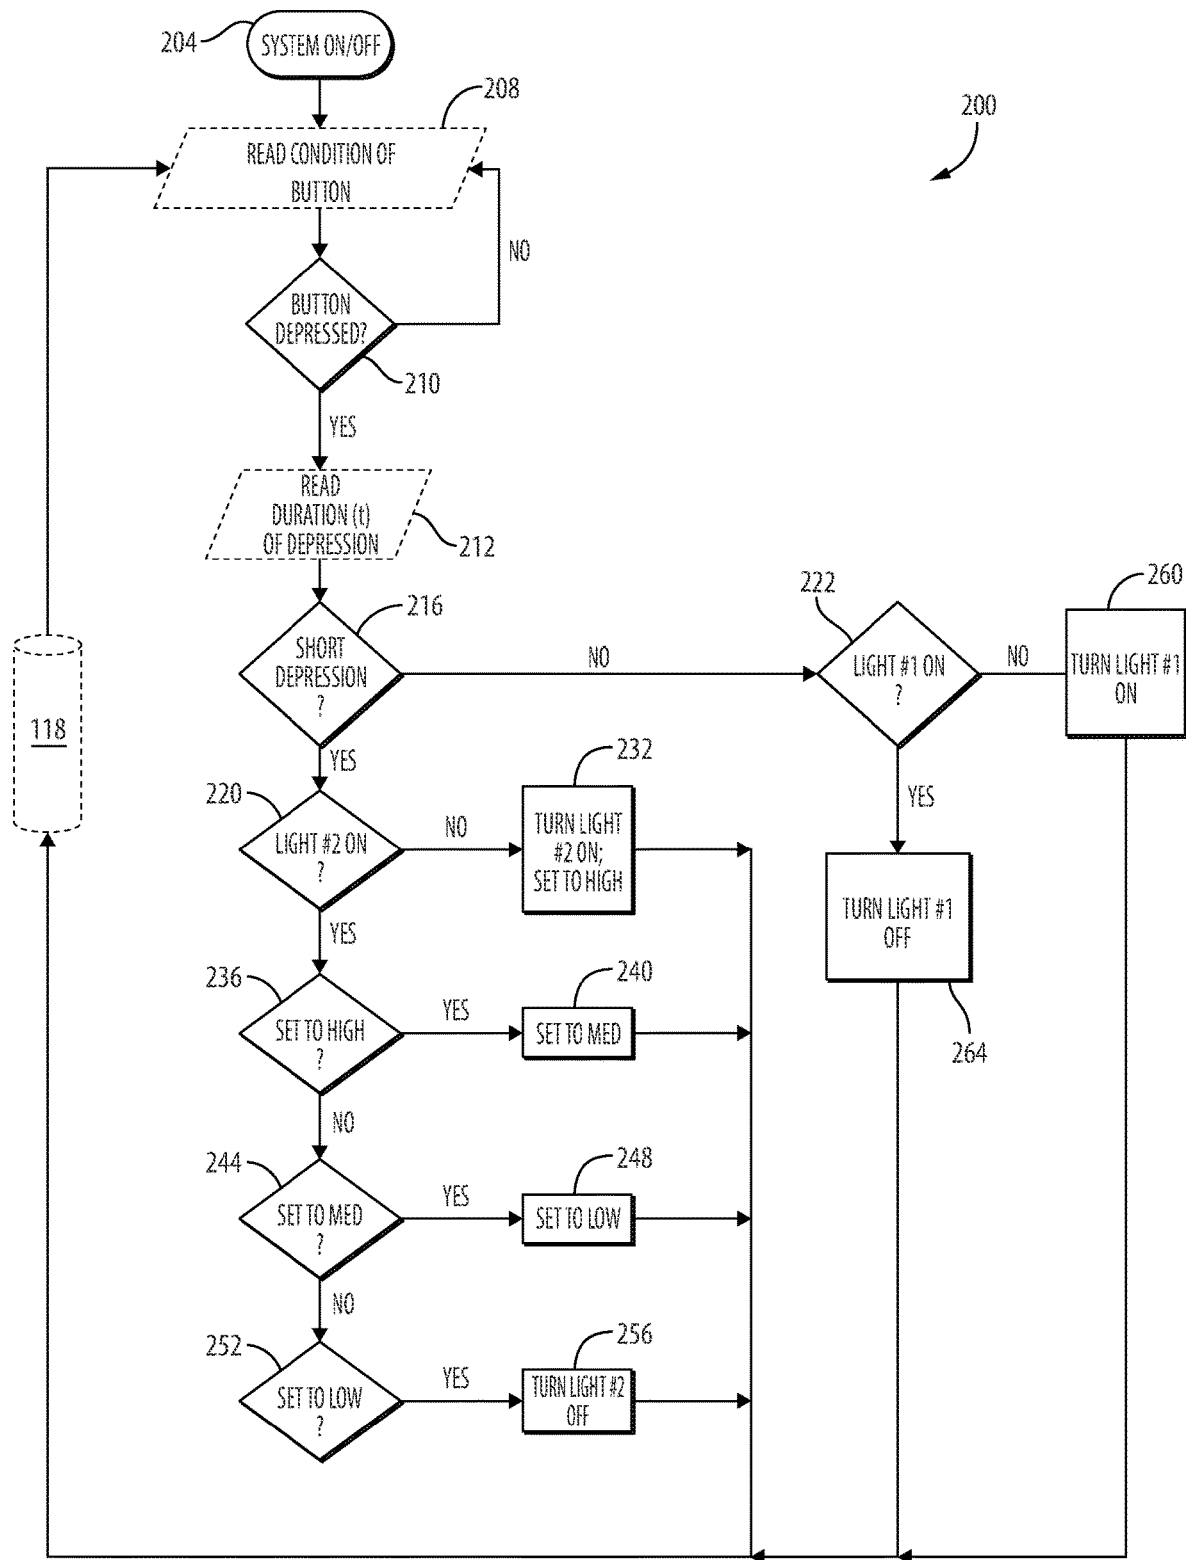 204
SYSTEM ON/OFF
208
200
READ CONDITION OF
BUTTON
NO
BUTTON
DEPRESSED?
210
YES
READ
DURATION (t)
OF DEPRESSION
212
216
SHORT
DEPRESSION
?
NO
222
LIGHT #1 ON
?
NO
260
TURN LIGHT #1
ON
118
YES
220
LIGHT #2 ON
?
NO
232
TURN LIGHT
#2 ON;
SET TO HIGH
YES
TURN LIGHT #1
OFF
264
YES
236
SET TO HIGH
?
YES
240
SET TO MED
NO
244
SET TO MED
?
YES
248
SET TO LOW
NO
252
SET TO LOW
?
YES
256
TURN LIGHT #2
OFF